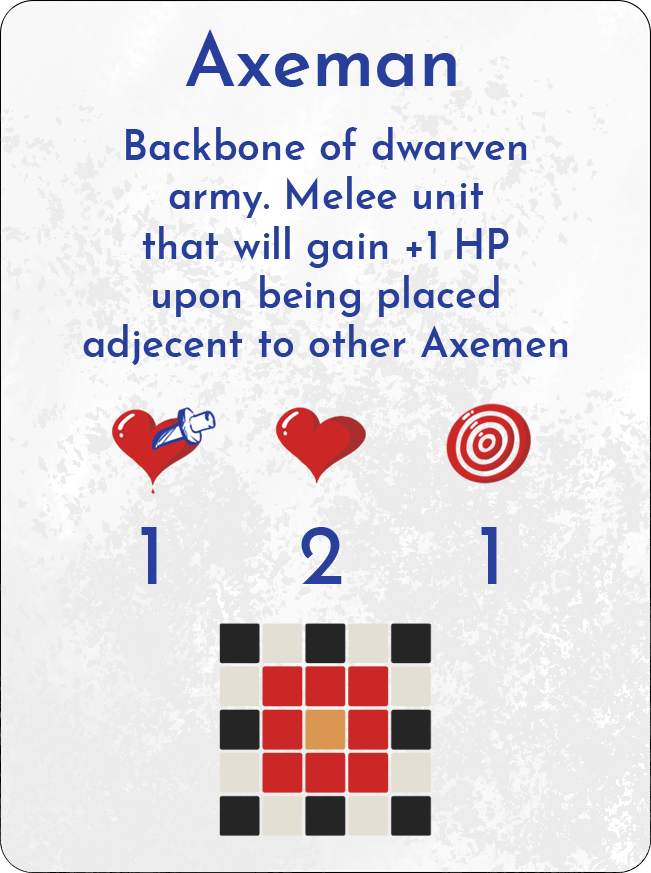 Axeman
Backbone of dwarven
army. Melee unit
that will gain +1 HP
upon being placed
adjecent to other Axemen
1 2 1